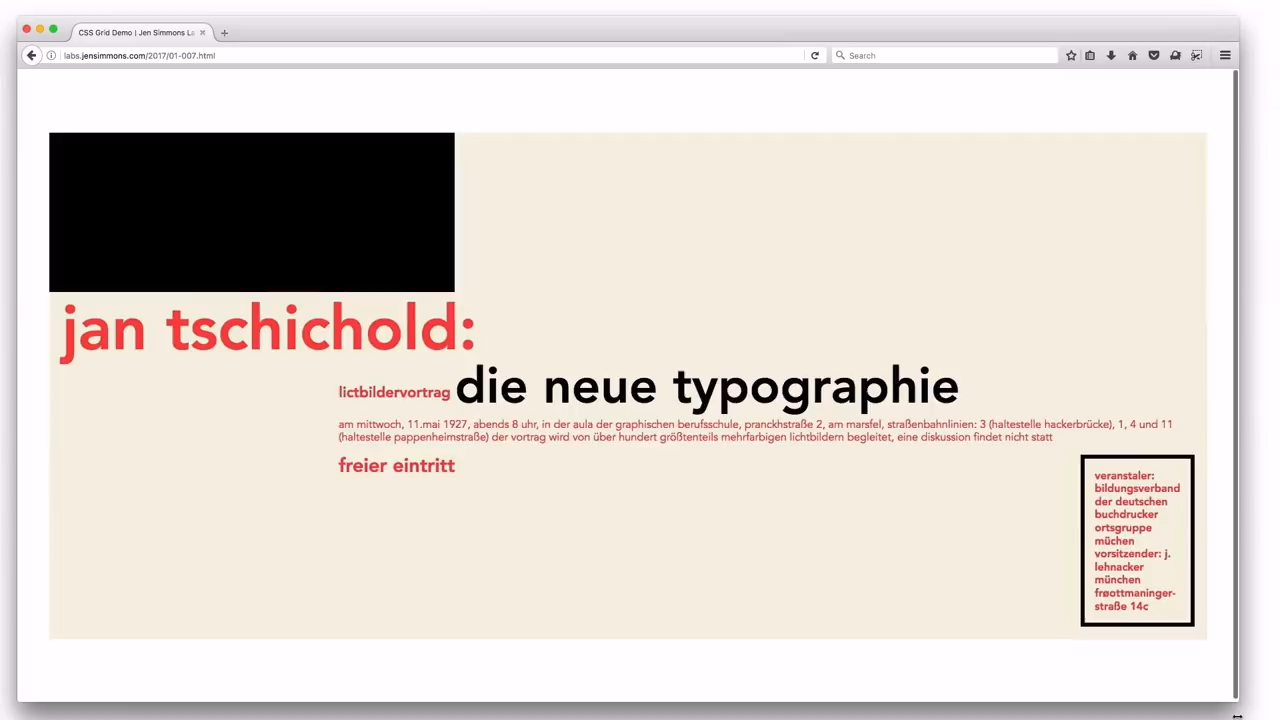 CSS Grid Demo | Jen Simmons La
labs.jensimmons.com/2017/01-007.html
Search
jan tschichold:
lictbildervortrag die neue typographie
am mittwoch, 11.mai 1927, abends 8 uhr, in der aula der graphischen berufsschule, pranckhstraße 2, am marsfel, straßenbahnlinien: 3 (haltestelle hackerbrücke), 1, 4 und 11
(haltestelle pappenheimstraße) der vortrag wird von über hundert größtenteils mehrfarbigen lichtbildern begleitet, eine diskussion findet nicht statt
freier eintritt
veranstaler:
bildungsverband
der deutschen
buchdrucker
ortsgruppe
müchen
vorsitzender: j.
lehnacker
münchen
frøottmaninger-
straße 14c